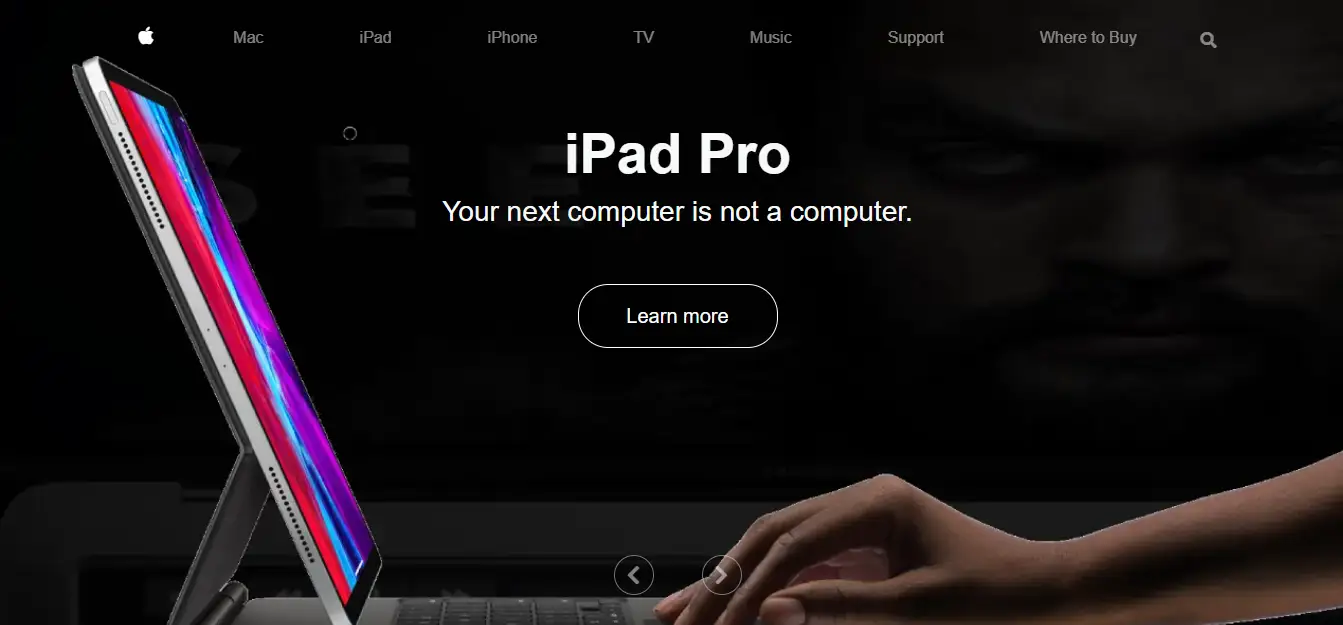 Mac
iPad
iPhone
TV
Music
Support
Where to Buy
SEE
iPad Pro
Your next computer is not a computer.
Learn more